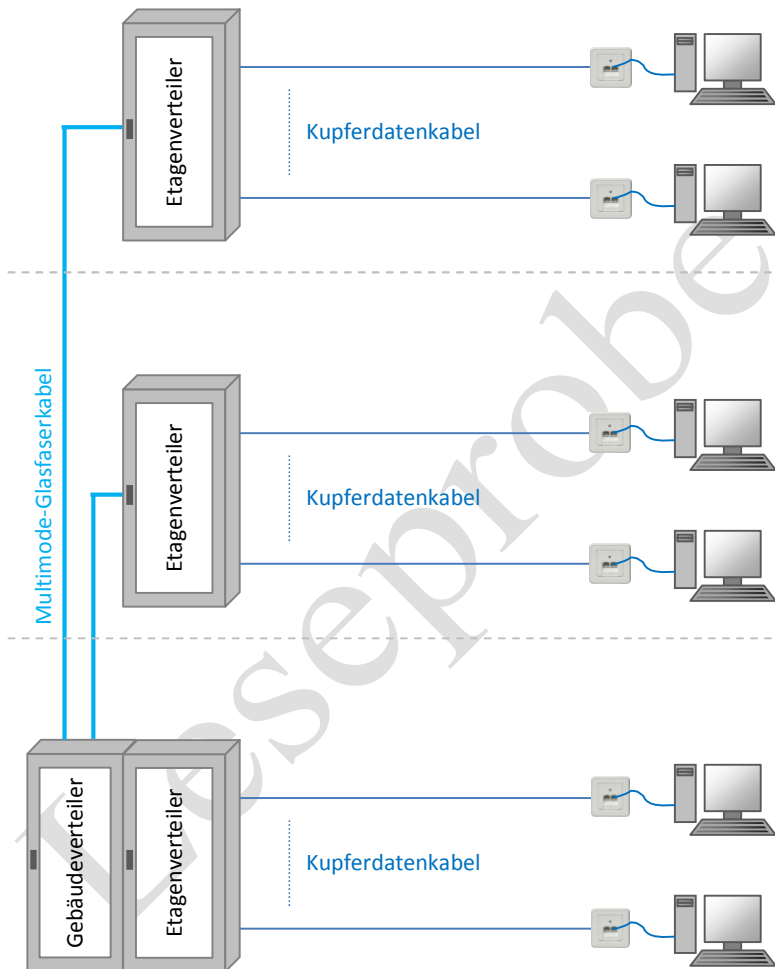 Etagenverteiler
Kupferdatenkabel
Multimode-Glasfaserkabel
Etagenverteiler
Kupferdatenkabel
Gebäudeverteiler
Etagenverteiler
Kupferdatenkabel
Leseprobe